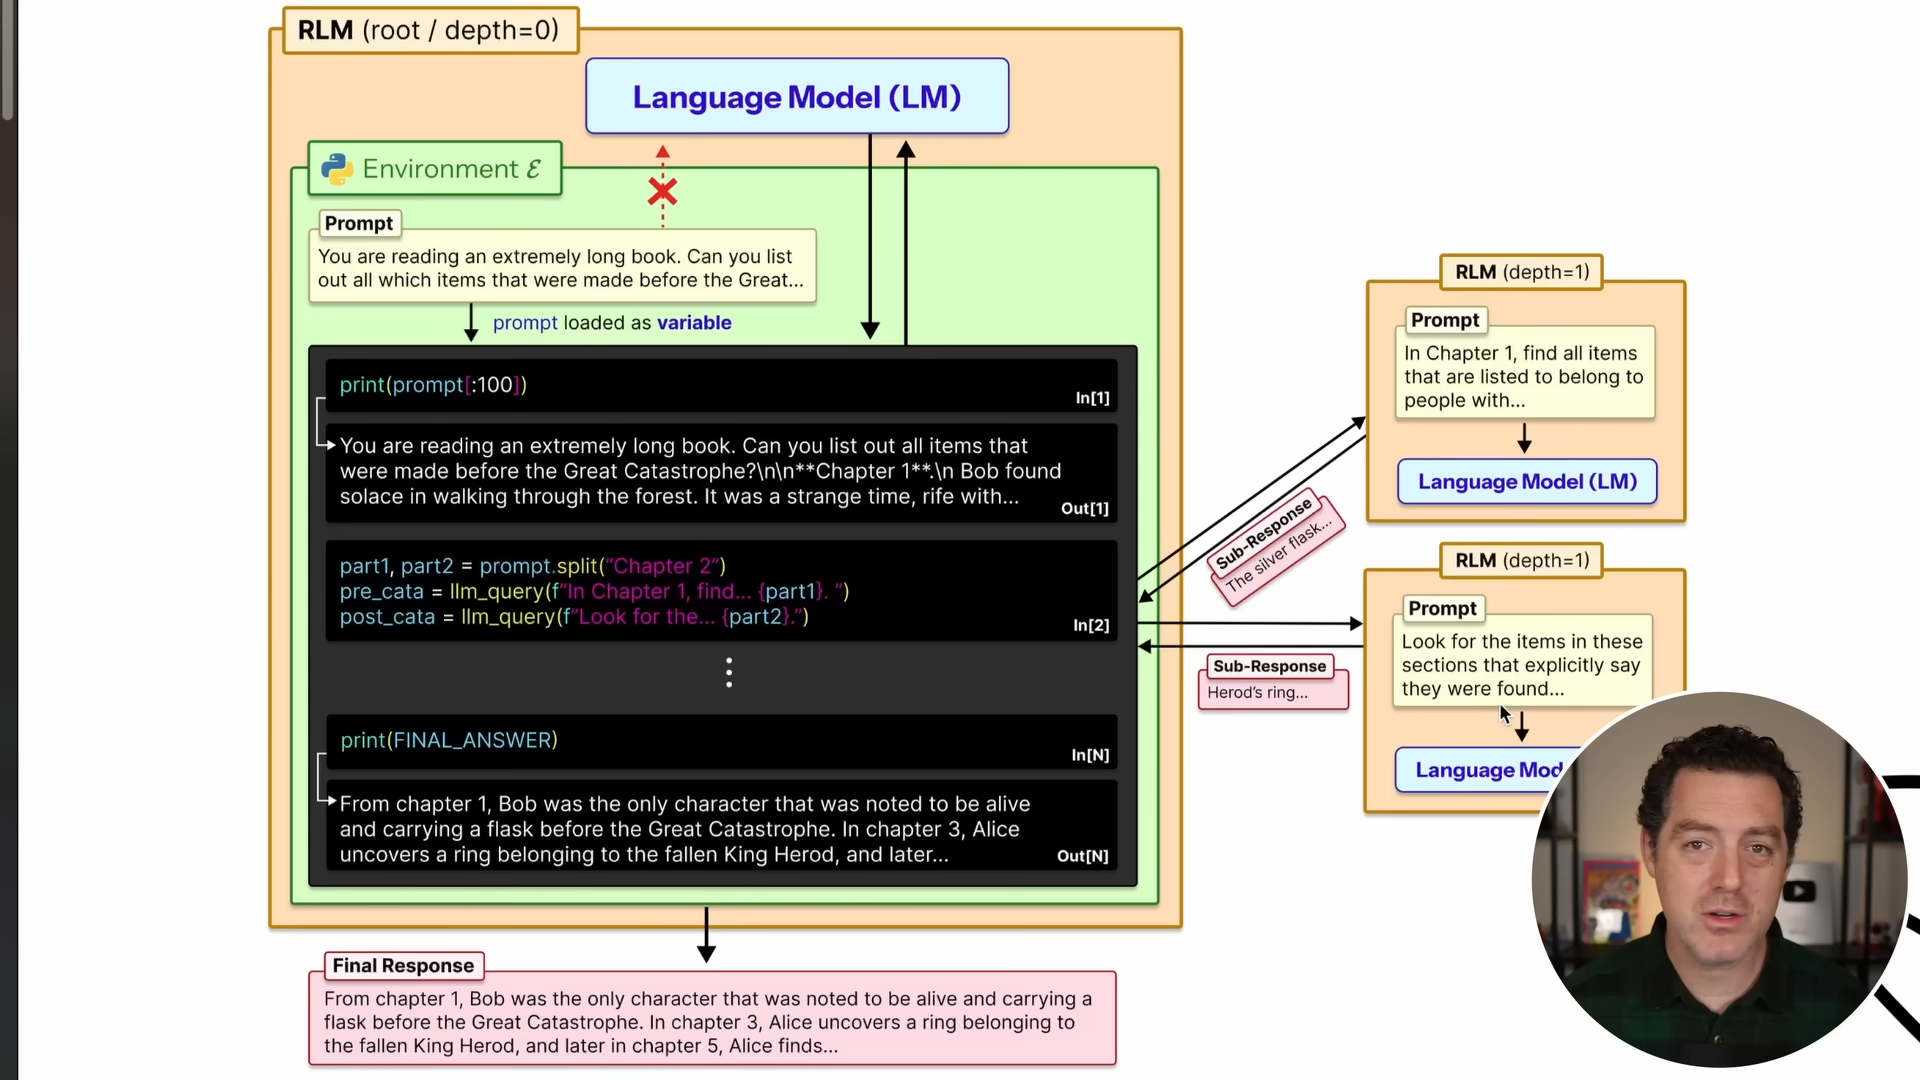 RLM (root / depth=0)
Language Model (LM)
Environment ℰ
Prompt
You are reading an extremely long book. Can you list
out all which items that were made before the Great...
prompt loaded as variable
print(prompt[:100])
In[1]
You are reading an extremely long book. Can you list out all items that
were made before the Great Catastrophe?\n\n**Chapter 1**.\n Bob found
solace in walking through the forest. It was a strange time, rife with...
Out[1]
part1, part2 = prompt.split(“Chapter 2”)
pre_cata = llm_query(f“In Chapter 1, find... {part1}. “)
post_cata = llm_query(f”Look for the... {part2}.”)
In[2]
print(FINAL_ANSWER)
In[N]
From chapter 1, Bob was the only character that was noted to be alive
and carrying a flask before the Great Catastrophe. In chapter 3, Alice
uncovers a ring belonging to the fallen King Herod, and later...
Out[N]
Final Response
From chapter 1, Bob was the only character that was noted to be alive and carrying a
flask before the Great Catastrophe. In chapter 3, Alice uncovers a ring belonging to
the fallen King Herod, and later in chapter 5, Alice finds...
Sub-Response
The silver flask...
Sub-Response
Herod’s ring...
RLM (depth=1)
Prompt
In Chapter 1, find all items
that are listed to belong to
people with...
Language Model (LM)
RLM (depth=1)
Prompt
Look for the items in these
sections that explicitly say
they were found...
Language Mod